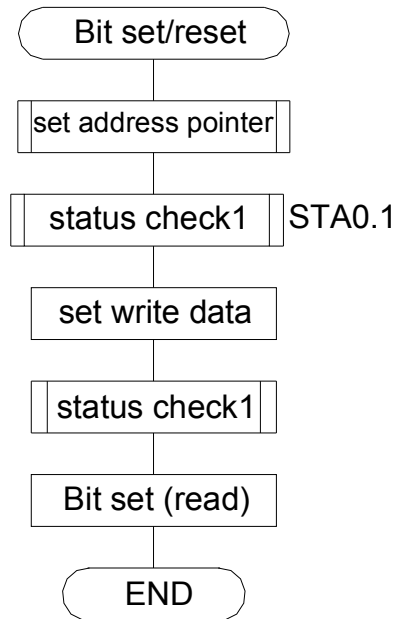 Bit set/reset
set address pointer
status check1 STA0.1
set write data
status check1
Bit set (read)
END